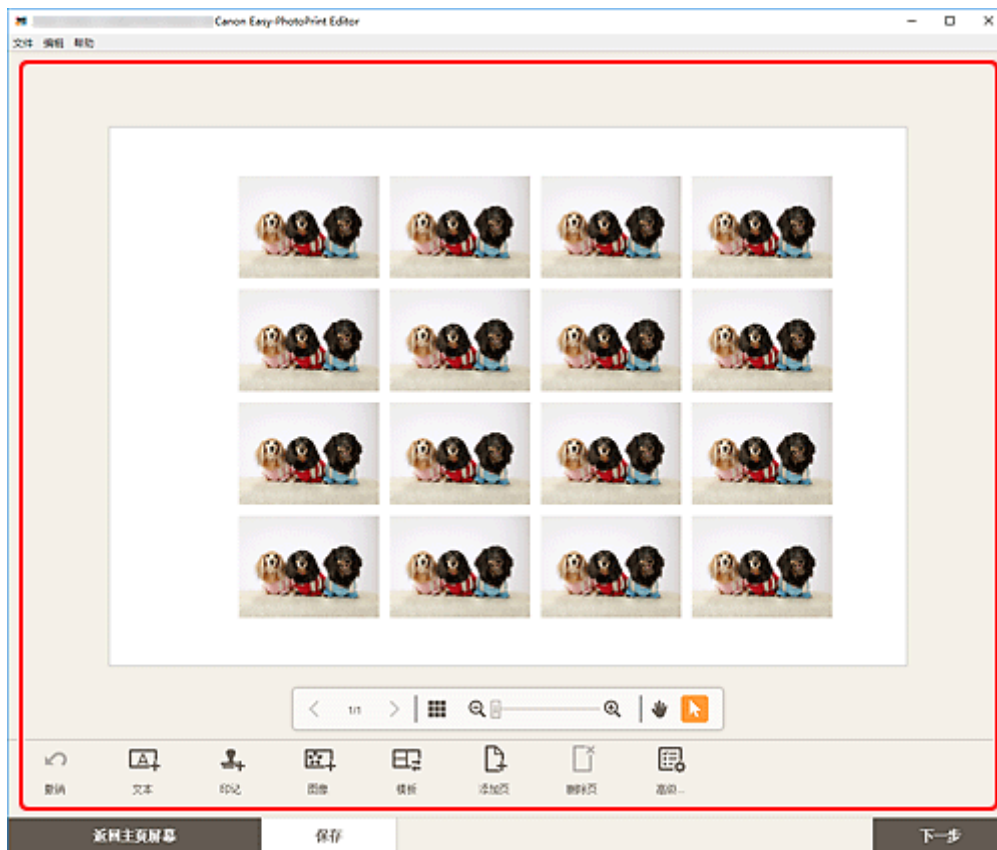 Canon Easy-PhotoPrint Editor
文件 编辑 帮助
1/1
撤销 文本 印记 图像 模板 添加页 删除页 高级...
返回主页屏幕 保存 下一步